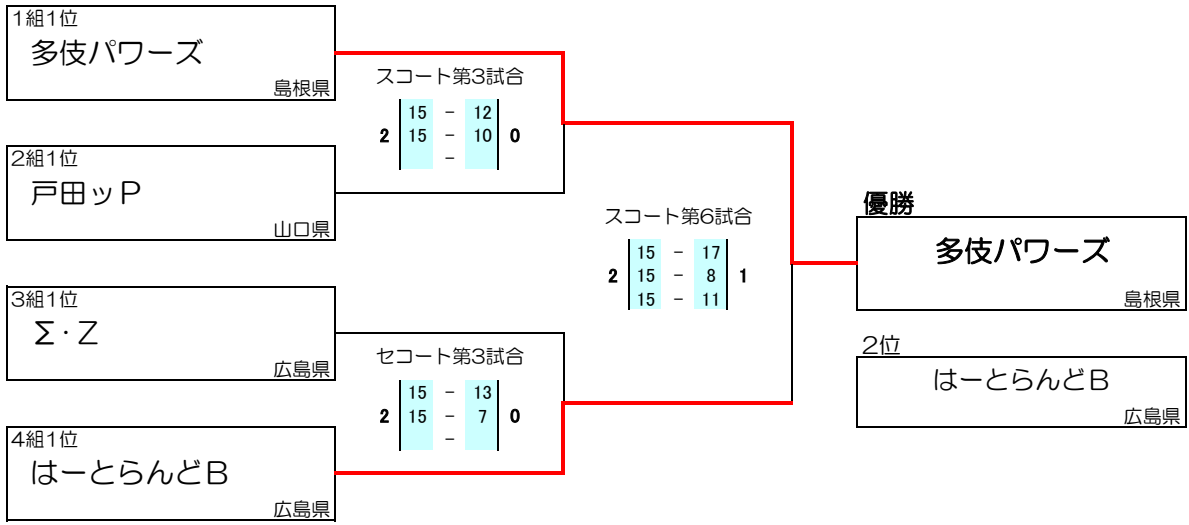 1組1位
多伎パワーズ
島根県
スコート第3試合
15 - 12
2 15 - 10 0
-
2組1位
戸田ッP
山口県
スコート第6試合
15 - 17
2 15 - 8 1
15 - 11
優勝
多伎パワーズ
島根県
3組1位
Σ・Z
広島県
セコート第3試合
15 - 13
2 15 - 7 0
-
2位
はーとらんどB
広島県
4組1位
はーとらんどB
広島県